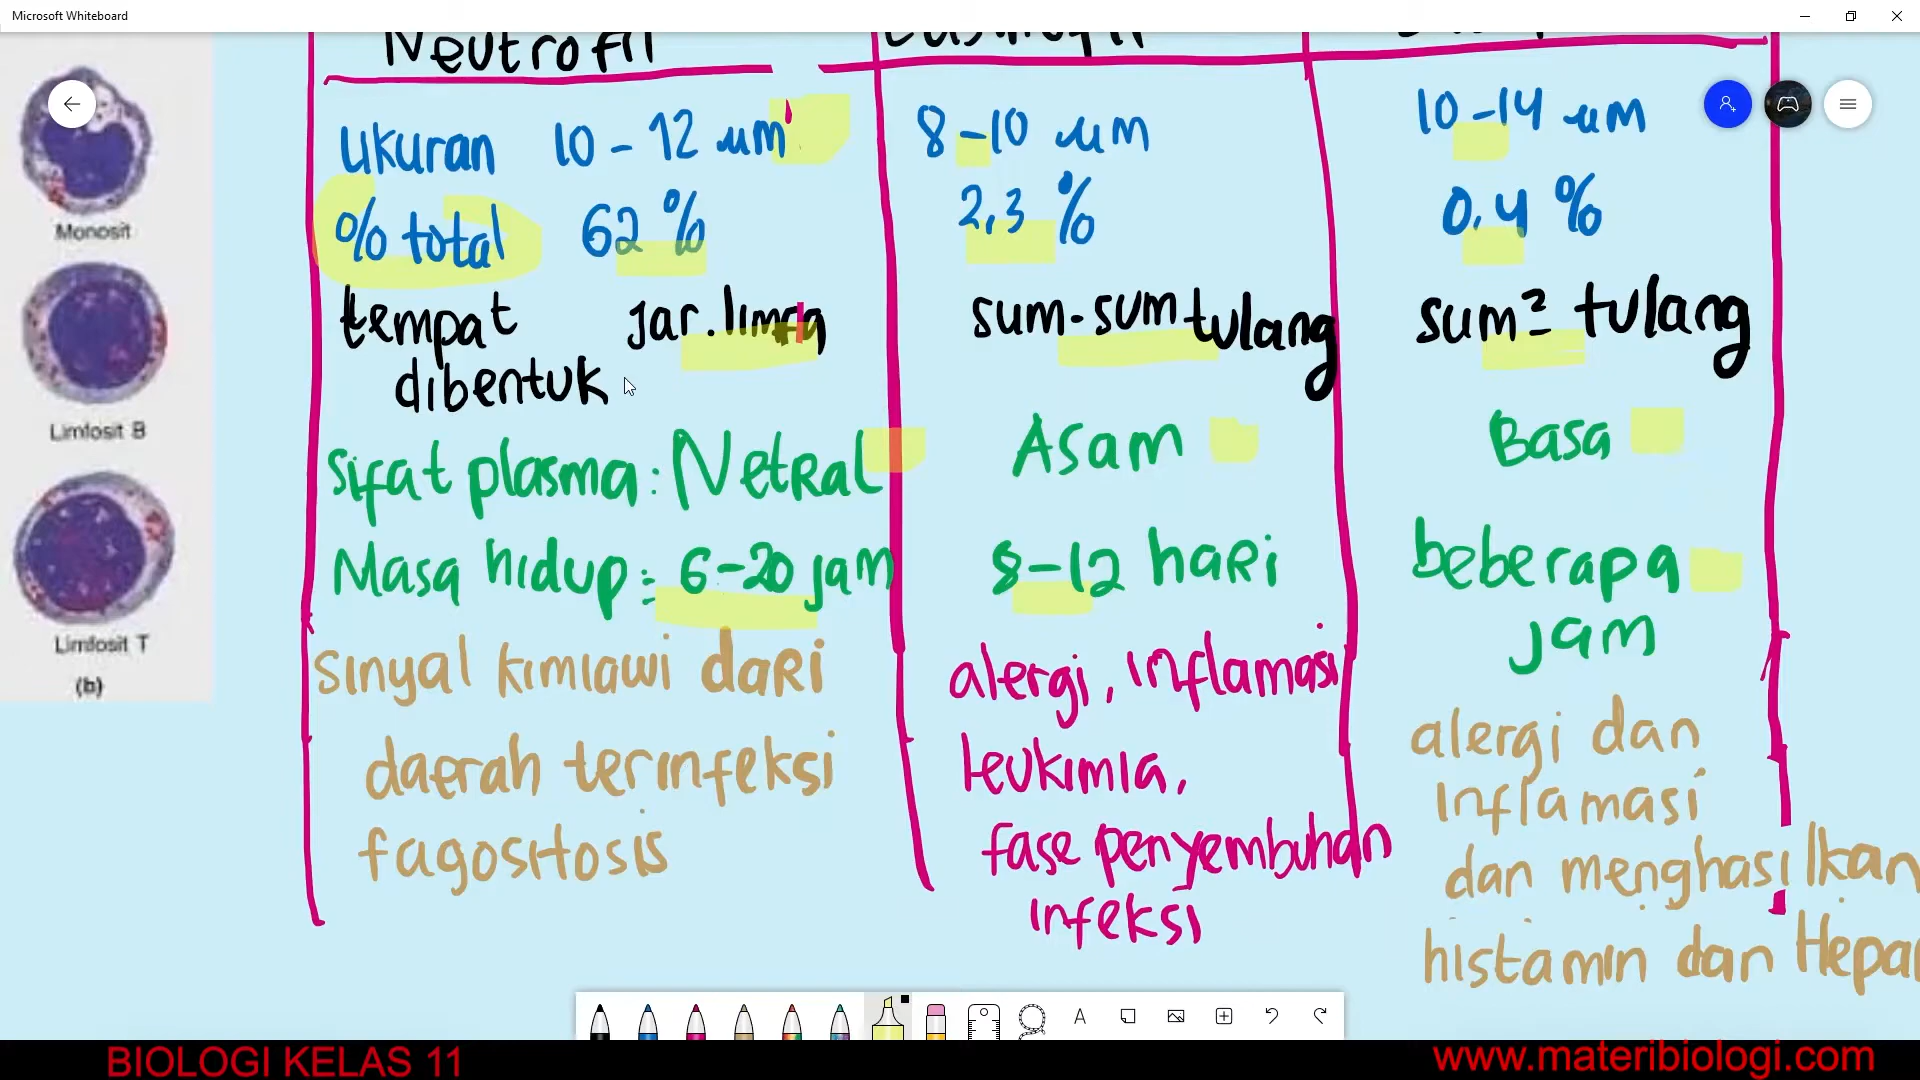 Microsoft Whiteboard
Neutrofil
Ukuran 10 - 12 um
8 - 10 um
10 - 14 um
% total 62 %
2,3 %
0,4 %
tempat dibentuk
jar.limfa
sum-sum tulang
sum² tulang
Sifat plasma : Netral
Asam
Basa
Masa hidup : 6-20 jam
8-12 hari
beberapa
jam
sinyal kimiawi dari
daerah terinfeksi
fagositosis
alergi, inflamasi
leukimia,
fase penyembuhan
infeksi
alergi dan
inflamasi
dan menghasilkan
histamin dan Hepa
Monosit
Limfosit B
Limfosit T
(b)
A
BIOLOGI KELAS 11
www.materibiologi.com